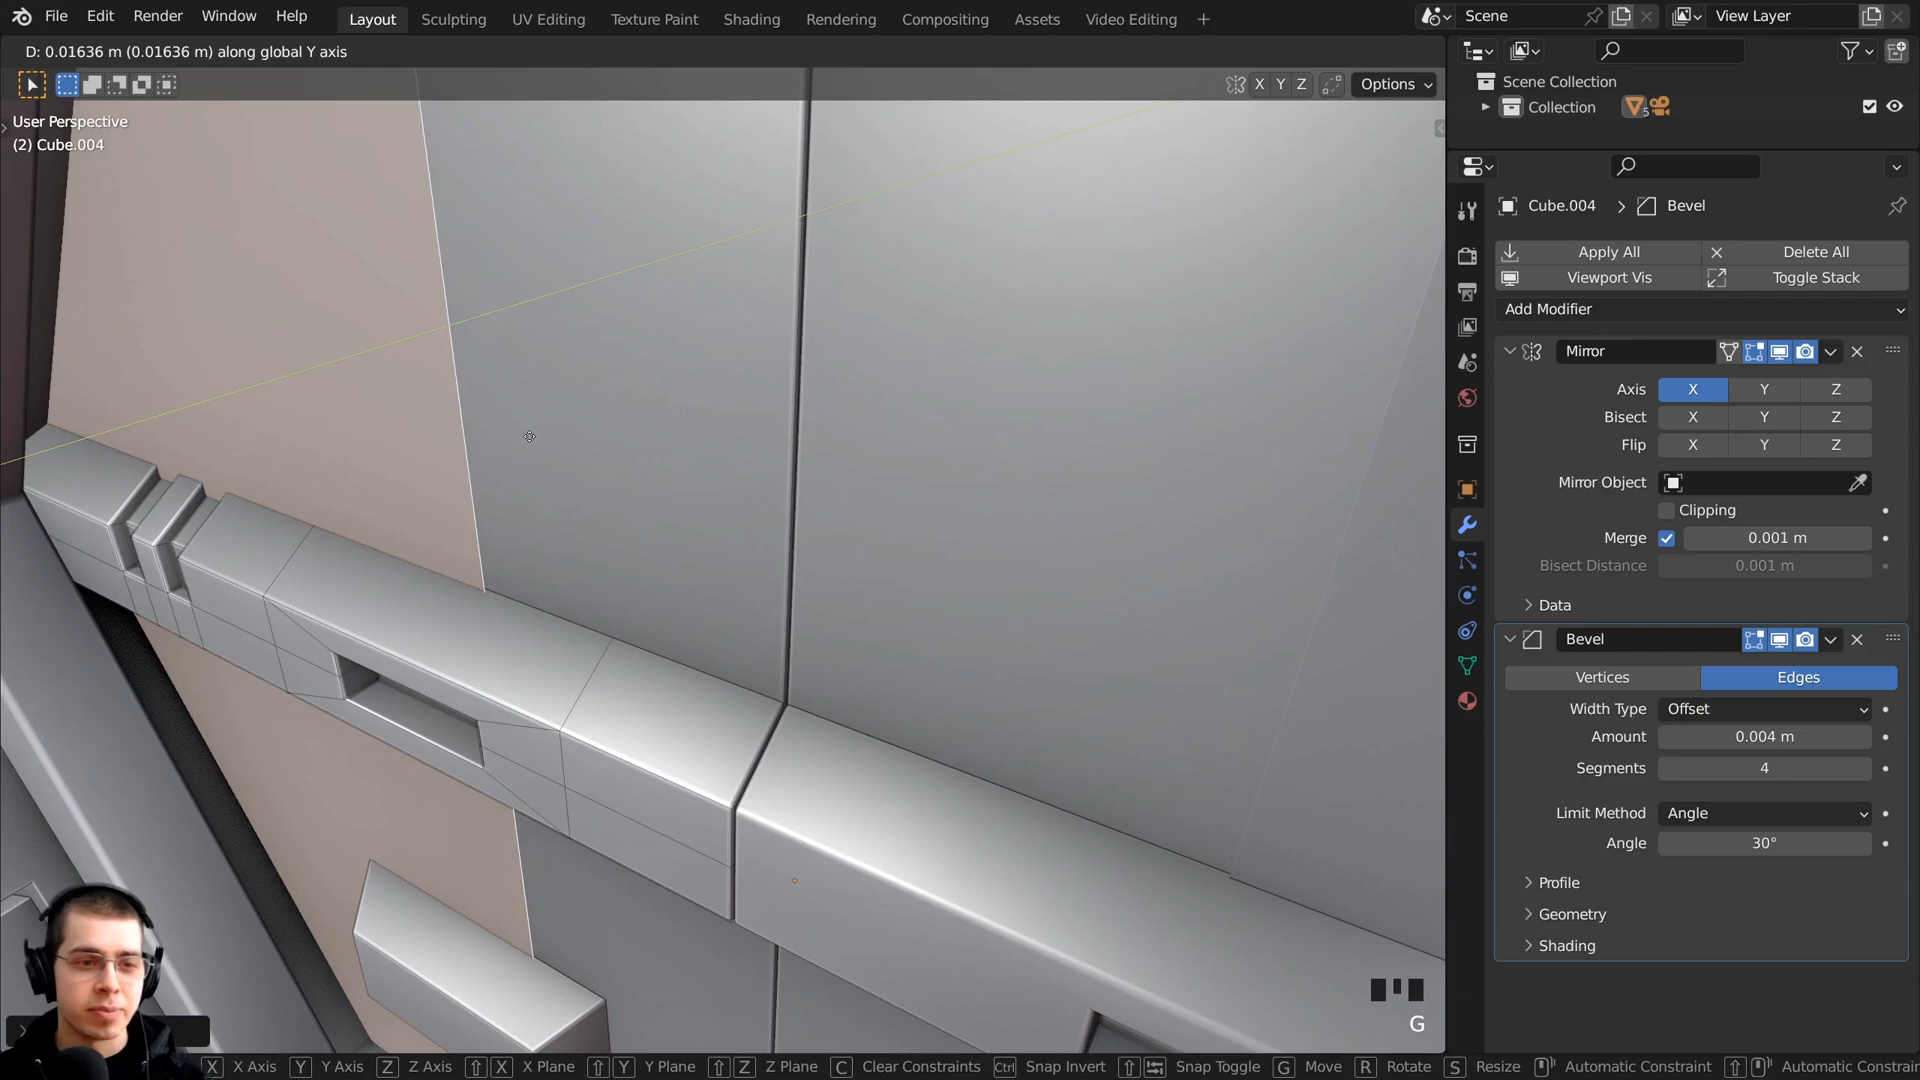 File Edit Render Window Help Layout Sculpting UV Editing Texture Paint Shading Modeling Rendering Compositing Assets Video Editing + Scene View Layer
D: 0.01636 m (0.01636 m) along global Y axis
X Y Z Options
User Perspective
(2) Cube.004
Scene Collection
Collection 5
Cube.004 > Bevel
Apply All Delete All
Viewport Vis Toggle Stack
Add Modifier
Mirror
Axis X Y Z
Bisect X Y Z
Flip X Y Z
Mirror Object
Clipping
Merge 0.001 m
Bisect Distance 0.001 m
Data
Bevel
Vertices Edges
Width Type Offset
Amount 0.004 m
Segments 4
Limit Method Angle
Angle 30°
Profile
Geometry
Shading
G
X X Axis Y Y Axis Z Z Axis X X Plane Y Y Plane Z Z Plane C Clear Constraints Ctrl Snap Invert Snap Toggle G Move R Rotate S Resize Automatic Constraint Automatic Constrain